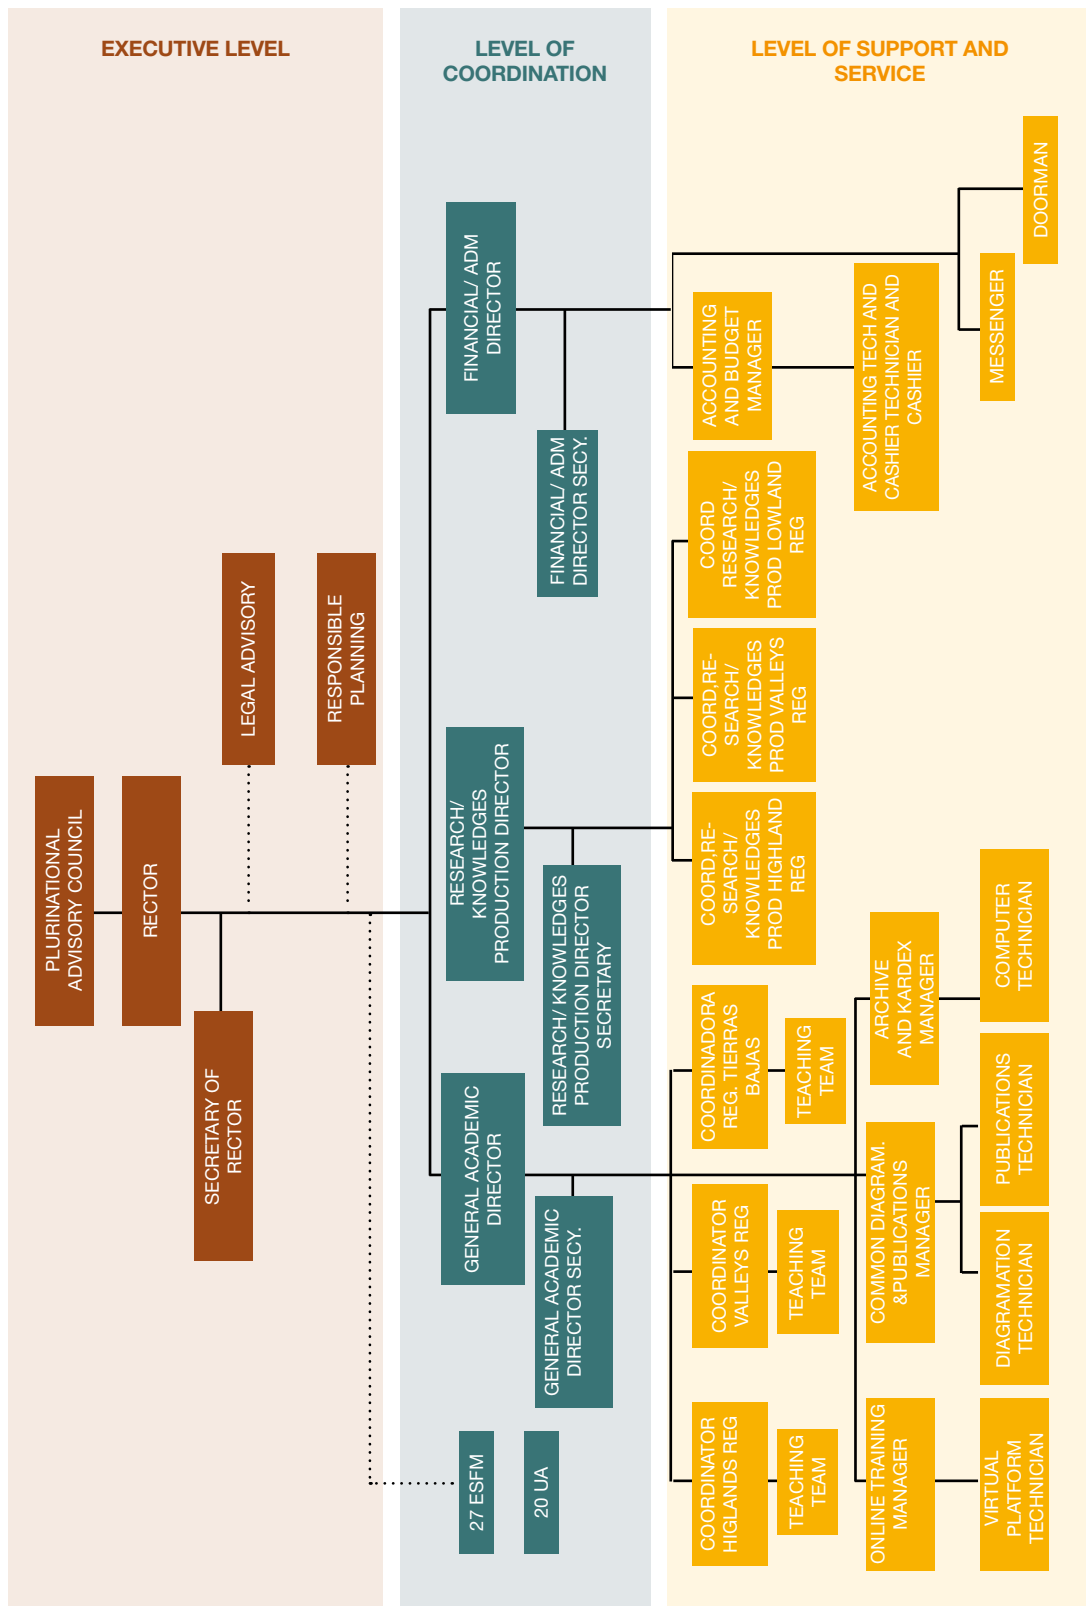 EXECUTIVE LEVEL
PLURINATIONAL
ADVISORY COUNCIL
RECTOR
SECRETARY OF
RECTOR
LEGAL ADVISORY
RESPONSIBLE
PLANNING
LEVEL OF
COORDINATION
27 ESFM
20 UA
GENERAL ACADEMIC
DIRECTOR
GENERAL ACADEMIC
DIRECTOR SECY.
RESEARCH/
KNOWLEDGES
PRODUCTION DIRECTOR
RESEARCH/ KNOWLEDGES
PRODUCTION DIRECTOR
SECRETARY
FINANCIAL/ ADM
DIRECTOR
FINANCIAL/ ADM
DIRECTOR SECY.
LEVEL OF SUPPORT AND
SERVICE
COORDINATOR
HIGLANDS REG
TEACHING
TEAM
COORDINATOR
VALLEYS REG
TEACHING
TEAM
COORDINADORA
REG. TIERRAS
BAJAS
TEACHING
TEAM
COORD,RE-
SEARCH/
KNOWLEDGES
PROD HIGHLAND
REG
COORD,RE-
SEARCH/
KNOWLEDGES
PROD VALLEYS
REG
COORD
RESEARCH/
KNOWLEDGES
PROD LOWLAND
REG
ACCOUNTING
AND BUDGET
MANAGER
ACCOUNTING TECH AND
CASHIER TECHNICIAN AND
CASHIER
MESSENGER
DOORMAN
ONLINE TRAINING
MANAGER
VIRTUAL
PLATFORM
TECHNICIAN
COMMON DIAGRAM.
&PUBLICATIONS
MANAGER
DIAGRAMATION
TECHNICIAN
PUBLICATIONS
TECHNICIAN
ARCHIVE
AND KARDEX
MANAGER
COMPUTER
TECHNICIAN